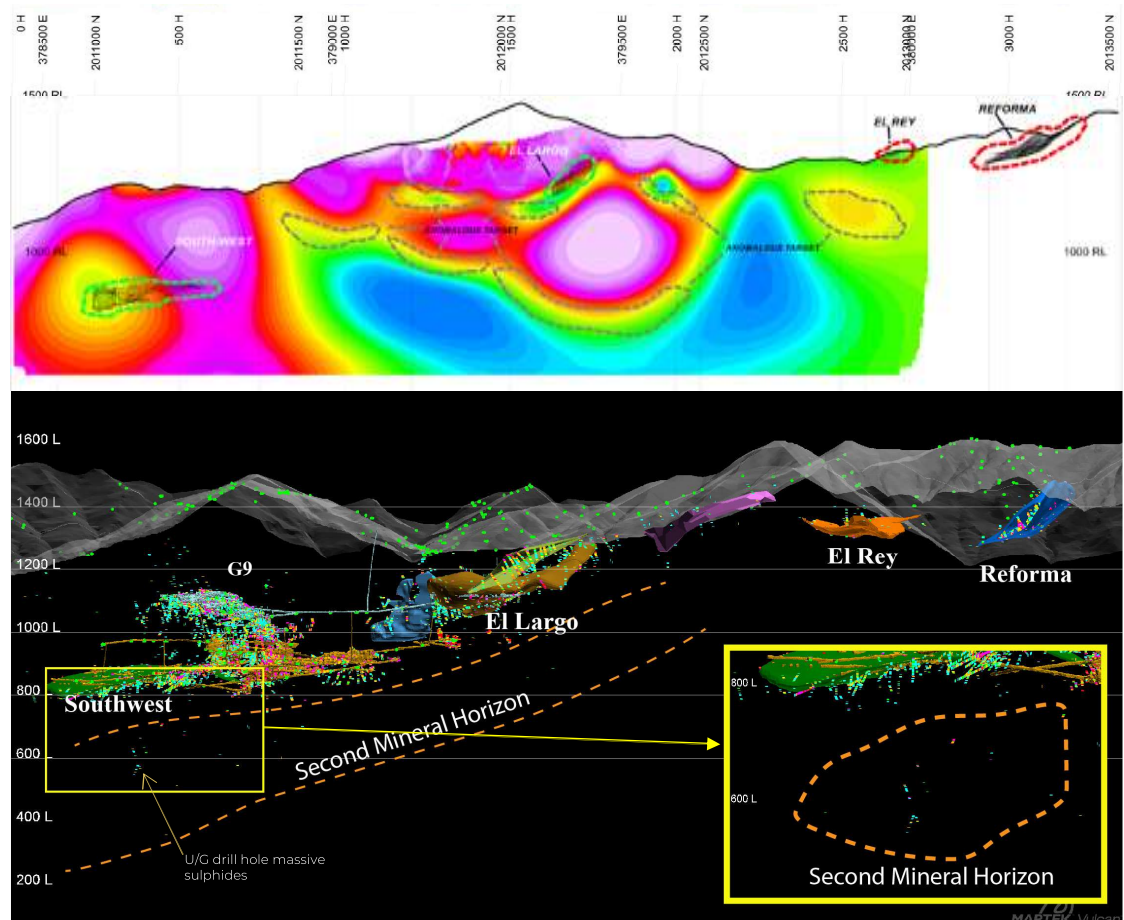 0 H
378500 E
2011000 N
500 H
2011500 N
379000 E
1000 H
2012000 N
1500 H
379500 E
2000 H
2012500 N
2500 H
3000 H
2013500 N
1500 RL
1500 RL
EL REY
REFORMA
EL LARGO
SOUTH-WEST
ANOMALOUS TARGET
ANOMALOUS TARGET
1000 RL
1000 RL
1600 L
1400 L
1200 L
1000 L
800
600
400 L
200 L
G9
El Largo
El Rey
Reforma
Southwest
Second Mineral Horizon
U/G drill hole massive
sulphides
800 L
600 L
Second Mineral Horizon
Vulcan